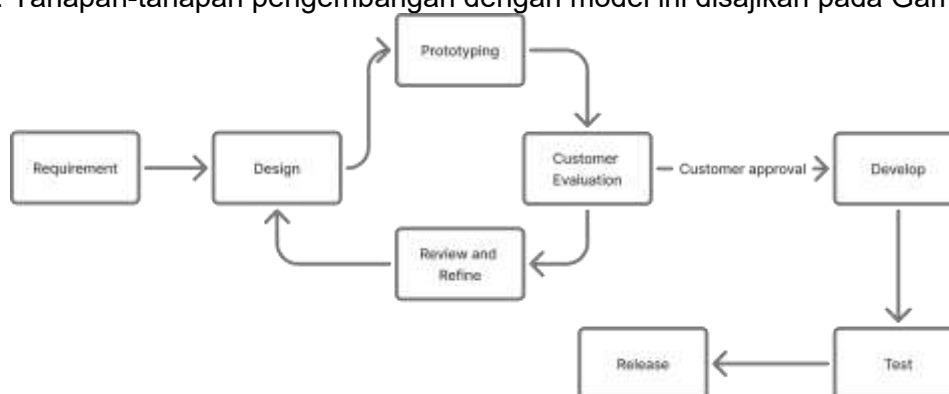 Tahapan-tahapan pengembangan dengan model ini disajikan pada
Prototyping
Requirement
Design
Customer
Evaluation
Customer approval
Develop
Review and
Refine
Release
Test